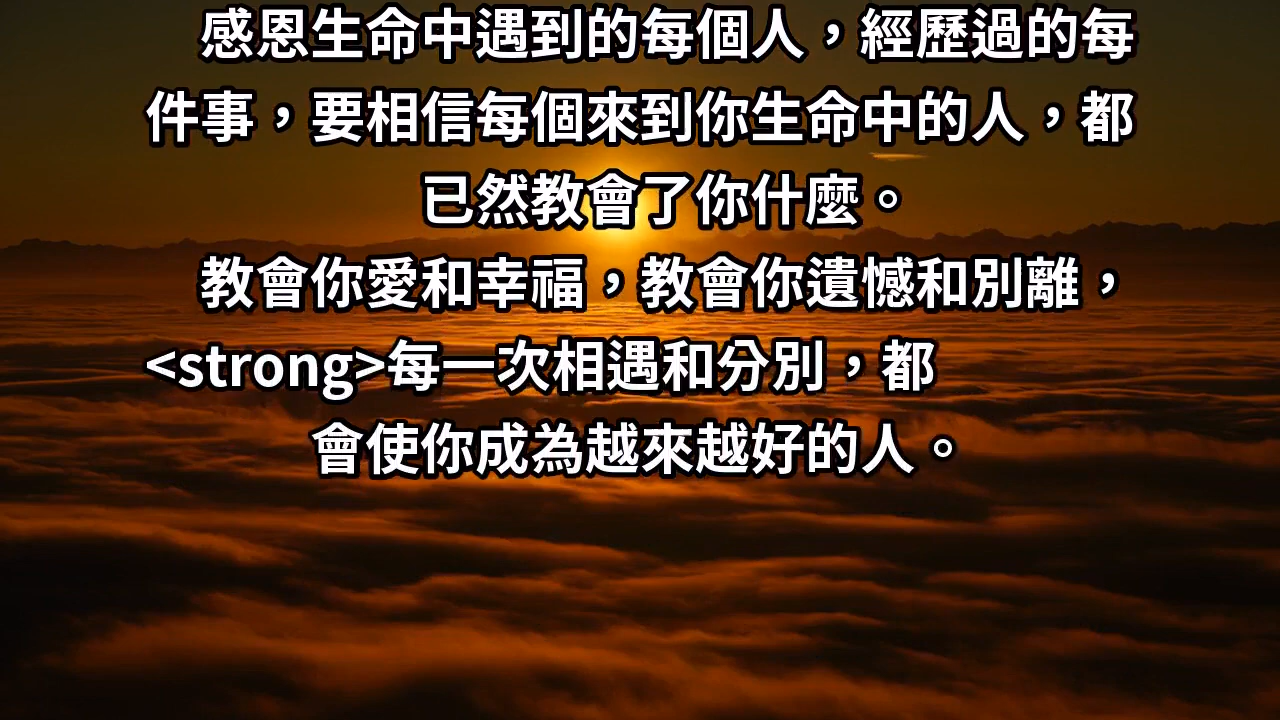 感恩生命中遇到的每個人，經歷過的每
件事，要相信每個來到你生命中的人，都
已然教會了你什麼。
教會你愛和幸福，教會你遺憾和別離，
<strong>每一次相遇和分別，都
會使你成為越來越好的人。